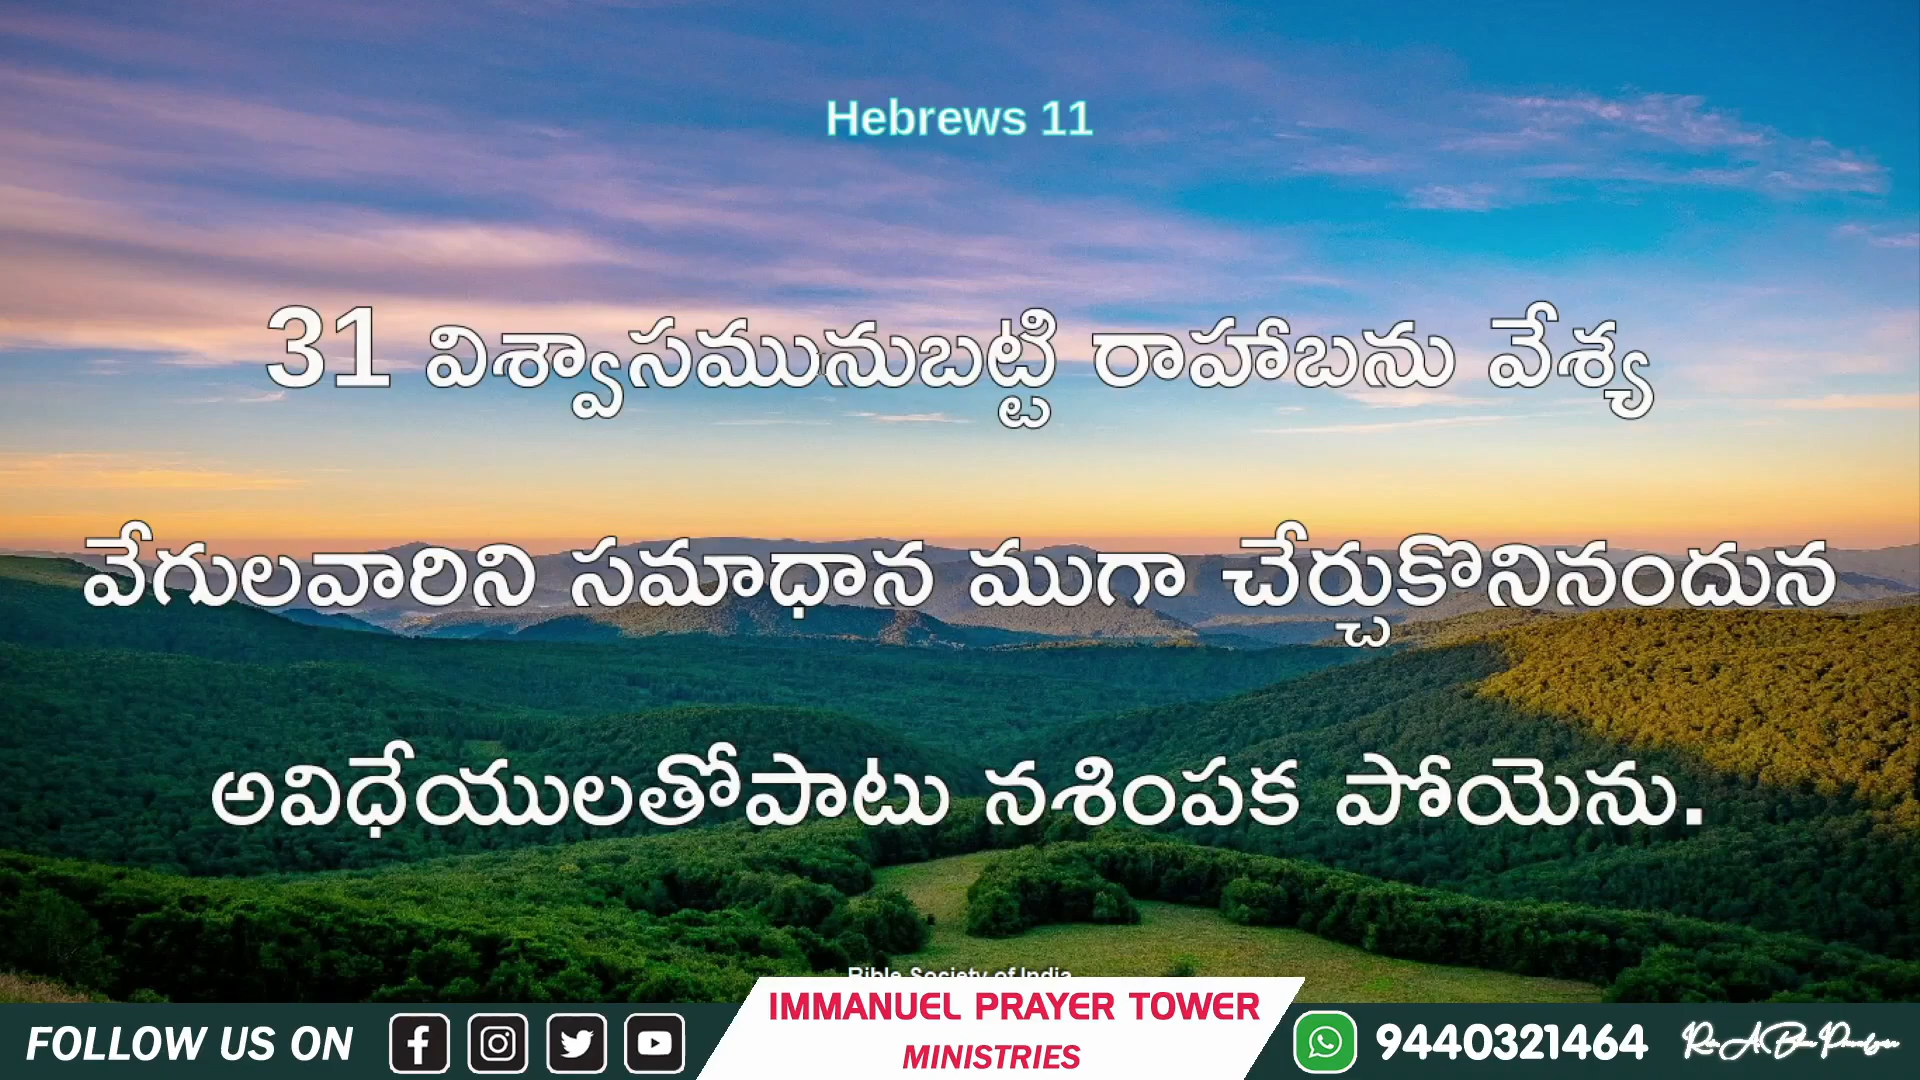 Hebrews 11
31 విశ్వాసమునుబట్టి రాహాబను వేశ్య
వేగులవారిని సమాధాన ముగా చేర్చుకొనినందున
అవిధేయులతోపాటు నశింపక పోయెను.
Bible Society of India
FOLLOW US ON
IMMANUEL PRAYER TOWER
MINISTRIES
9440321464